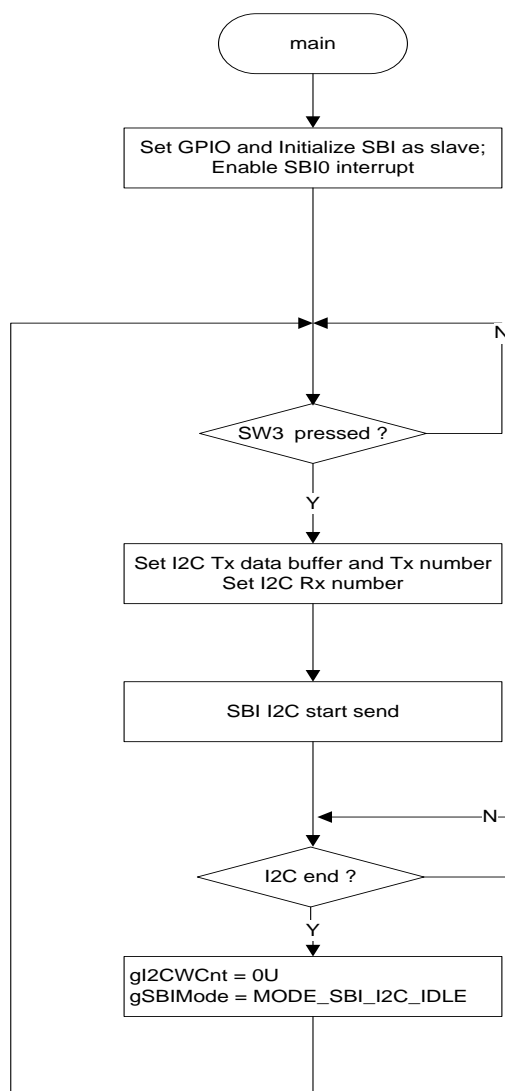 main
Set GPIO and Initialize SBI as slave;
Enable SBI0 interrupt
N
SW3 pressed ?
Y
Set I2C Tx data buffer and Tx number
Set I2C Rx number
SBI I2C start send
N
I2C end ?
Y
gI2CWCnt = 0U
gSBIMode = MODE_SBI_I2C_IDLE